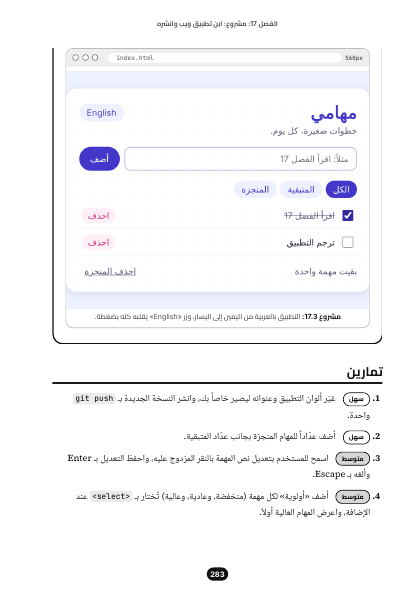 الفصل 17: مشروع: ابن تطبيق ويب وانشره
index.html
560px
مهامي
English
خطوات صغيرة، كل يوم.
مثلاً: اقرأ الفصل 17
أضف
الكل
المتبقية
المنجزة
اقرأ الفصل 17
احذف
ترجم التطبيق
احذف
بقيت مهمة واحدة
احذف المنجزة
مشروع 17.3: التطبيق بالعربية من اليمين إلى اليسار، وزر «English» يقلبه كله بضغطة.
تمارين
1. سهل غيّر ألوان التطبيق وعنوانه ليصير خاصاً بك، وانشر النسخة الجديدة بـ git push
واحدة.
2. سهل أضف عدّاداً للمهام المنجزة بجانب عدّاد المتبقية.
3. متوسط اسمح للمستخدم بتعديل نص المهمة بالنقر المزدوج عليه، واحفظ التعديل بـ Enter
وألغه بـ Escape.
4. متوسط أضف «أولوية» لكل مهمة (منخفضة، وعادية، وعالية) تُختار بـ <select> عند
الإضافة، واعرض المهام العالية أولاً.
283